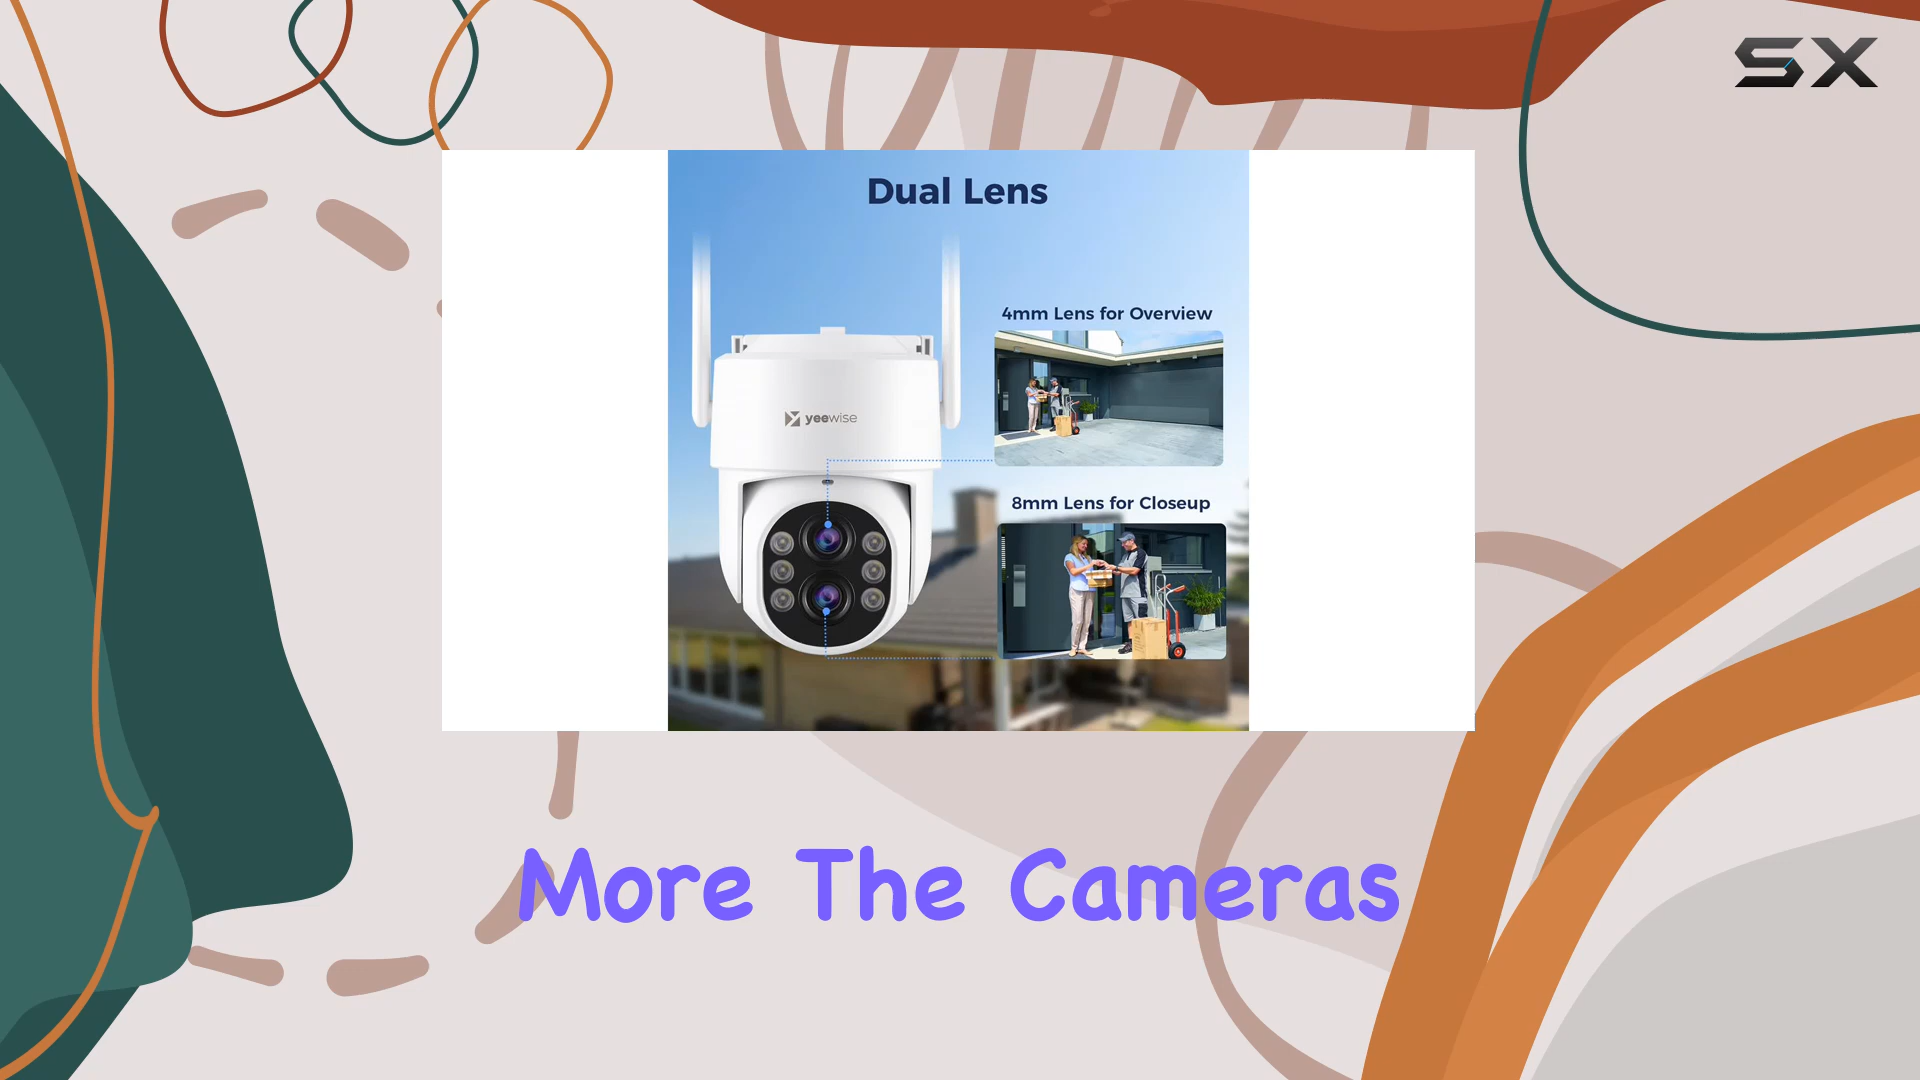 SX
Dual Lens
4mm Lens for Overview
yeewise
8mm Lens for Closeup
More The Cameras